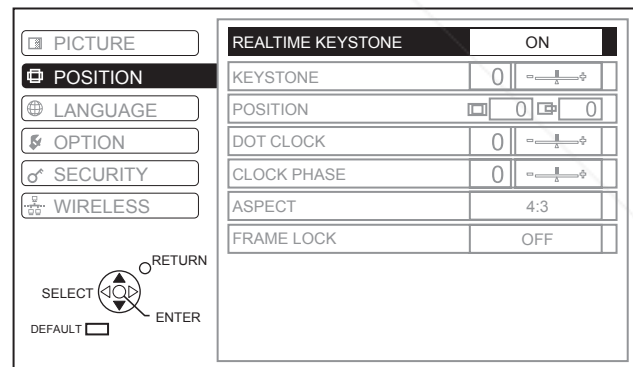 PICTURE
POSITION
LANGUAGE
OPTION
SECURITY
WIRELESS
RETURN
SELECT
ENTER
DEFAULT
REALTIME KEYSTONE ON
KEYSTONE 0
POSITION 0 0
DOT CLOCK 0
CLOCK PHASE 0
ASPECT 4:3
FRAME LOCK OFF